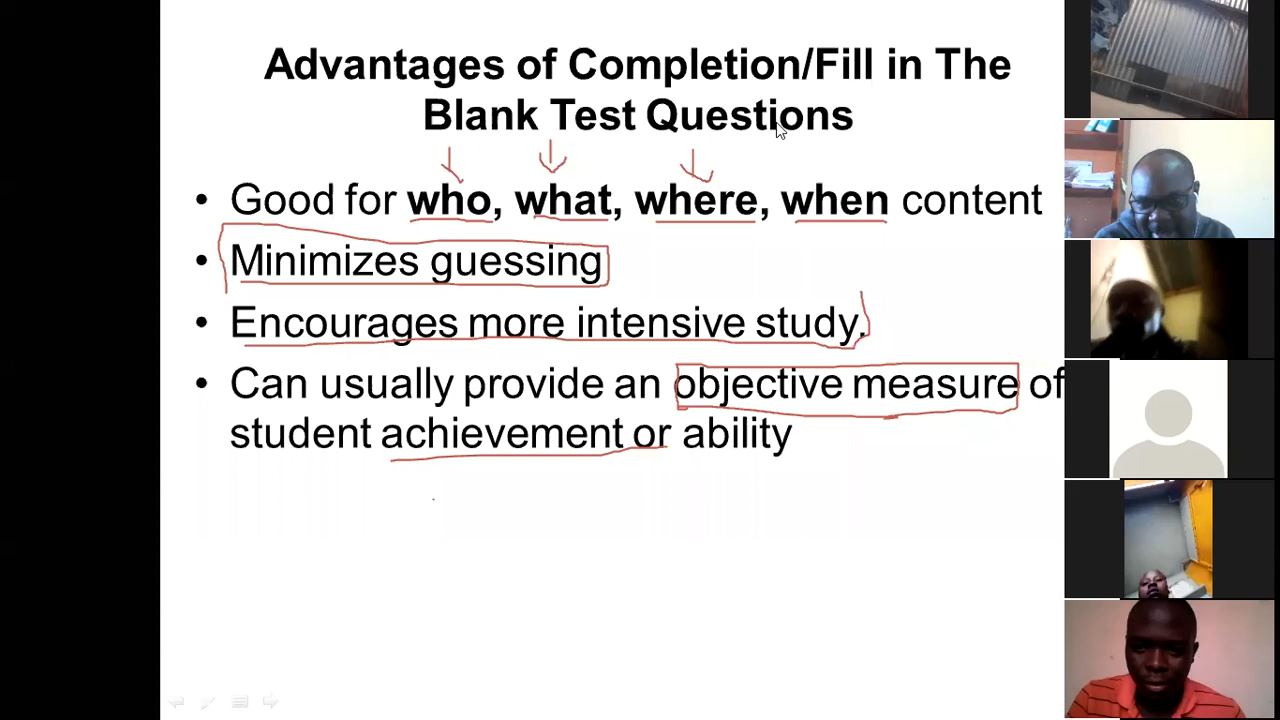 Advantages of Completion/Fill in The
Blank Test Questions
• Good for who, what, where, when content
• Minimizes guessing
• Encourages more intensive study.
• Can usually provide an objective measure of
student achievement or ability